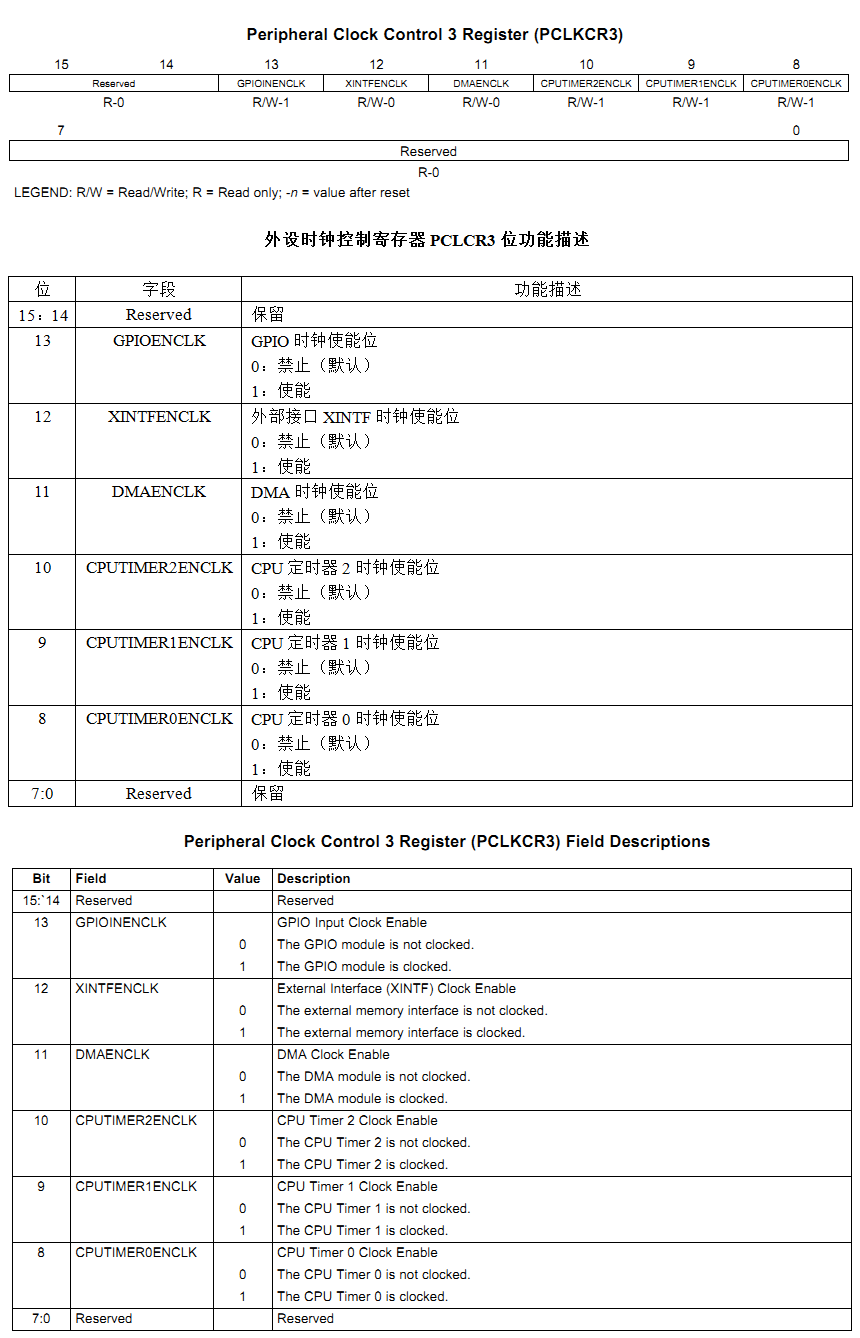 Peripheral Clock Control 3 Register (PCLKCR3)
15 14 13 12 11 10 9 8
Reserved GPIOINENCLK XINTFENCLK DMAENCLK CPUTIMER2ENCLK CPUTIMER1ENCLK CPUTIMER0ENCLK
R-0 R/W-1 R/W-0 R/W-0 R/W-1 R/W-1 R/W-1
7 0
Reserved
R-0
LEGEND: R/W = Read/Write; R = Read only; -n = value after reset
外设时钟控制寄存器 PCLCR3 位功能描述
位 字段 功能描述
15：14 Reserved 保留
13 GPIOENCLK GPIO 时钟使能位
0：禁止（默认）
1：使能
12 XINTFENCLK 外部接口 XINTF 时钟使能位
0：禁止（默认）
1：使能
11 DMAENCLK DMA 时钟使能位
0：禁止（默认）
1：使能
10 CPUTIMER2ENCLK CPU 定时器 2 时钟使能位
0：禁止（默认）
1：使能
9 CPUTIMER1ENCLK CPU 定时器 1 时钟使能位
0：禁止（默认）
1：使能
8 CPUTIMER0ENCLK CPU 定时器 0 时钟使能位
0：禁止（默认）
1：使能
7:0 Reserved 保留
Peripheral Clock Control 3 Register (PCLKCR3) Field Descriptions
Bit Field Value Description
15:`14 Reserved Reserved
13 GPIOINENCLK GPIO Input Clock Enable
0 The GPIO module is not clocked.
1 The GPIO module is clocked.
12 XINTFENCLK External Interface (XINTF) Clock Enable
0 The external memory interface is not clocked.
1 The external memory interface is clocked.
11 DMAENCLK DMA Clock Enable
0 The DMA module is not clocked.
1 The DMA module is clocked.
10 CPUTIMER2ENCLK CPU Timer 2 Clock Enable
0 The CPU Timer 2 is not clocked.
1 The CPU Timer 2 is clocked.
9 CPUTIMER1ENCLK CPU Timer 1 Clock Enable
0 The CPU Timer 1 is not clocked.
1 The CPU Timer 1 is clocked.
8 CPUTIMER0ENCLK CPU Timer 0 Clock Enable
0 The CPU Timer 0 is not clocked.
1 The CPU Timer 0 is clocked.
7:0 Reserved Reserved